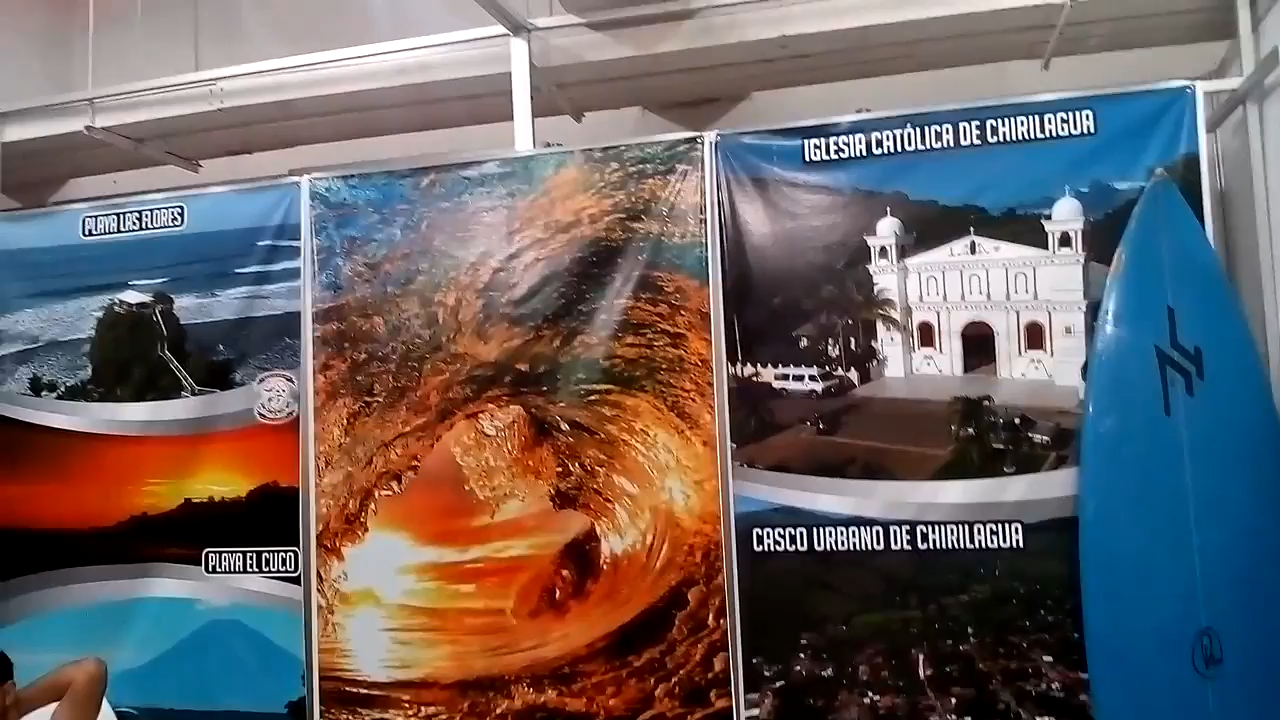 PLAYA LAS FLORES
PLAYA EL CUCO
IGLESIA CATÓLICA DE CHIRILAGUA
CASCO URBANO DE CHIRILAGUA